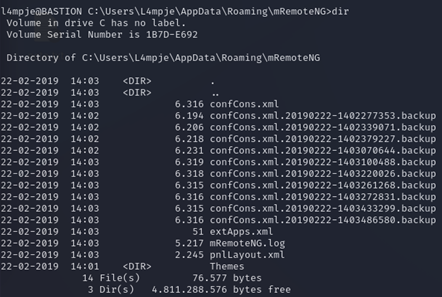 l4mpje@BASTION C:\Users\L4mpje\AppData\Roaming\mRemoteNG>dir
 Volume in drive C has no label.
 Volume Serial Number is 1B7D-E692

 Directory of C:\Users\L4mpje\AppData\Roaming\mRemoteNG

22-02-2019  14:03    <DIR>          .
22-02-2019  14:03    <DIR>          ..
22-02-2019  14:03             6.316 confCons.xml
22-02-2019  14:02             6.194 confCons.xml.20190222-1402277353.backup
22-02-2019  14:02             6.206 confCons.xml.20190222-1402339071.backup
22-02-2019  14:02             6.218 confCons.xml.20190222-1402379227.backup
22-02-2019  14:02             6.231 confCons.xml.20190222-1403070644.backup
22-02-2019  14:03             6.319 confCons.xml.20190222-1403100488.backup
22-02-2019  14:03             6.318 confCons.xml.20190222-1403220026.backup
22-02-2019  14:03             6.315 confCons.xml.20190222-1403261268.backup
22-02-2019  14:03             6.316 confCons.xml.20190222-1403272831.backup
22-02-2019  14:03             6.315 confCons.xml.20190222-1403433299.backup
22-02-2019  14:03             6.316 confCons.xml.20190222-1403486580.backup
22-02-2019  14:03                51 extApps.xml
22-02-2019  14:03             5.217 mRemoteNG.log
22-02-2019  14:03             2.245 pnlLayout.xml
22-02-2019  14:01    <DIR>          Themes
              14 File(s)         76.577 bytes
               3 Dir(s)   4.811.288.576 bytes free